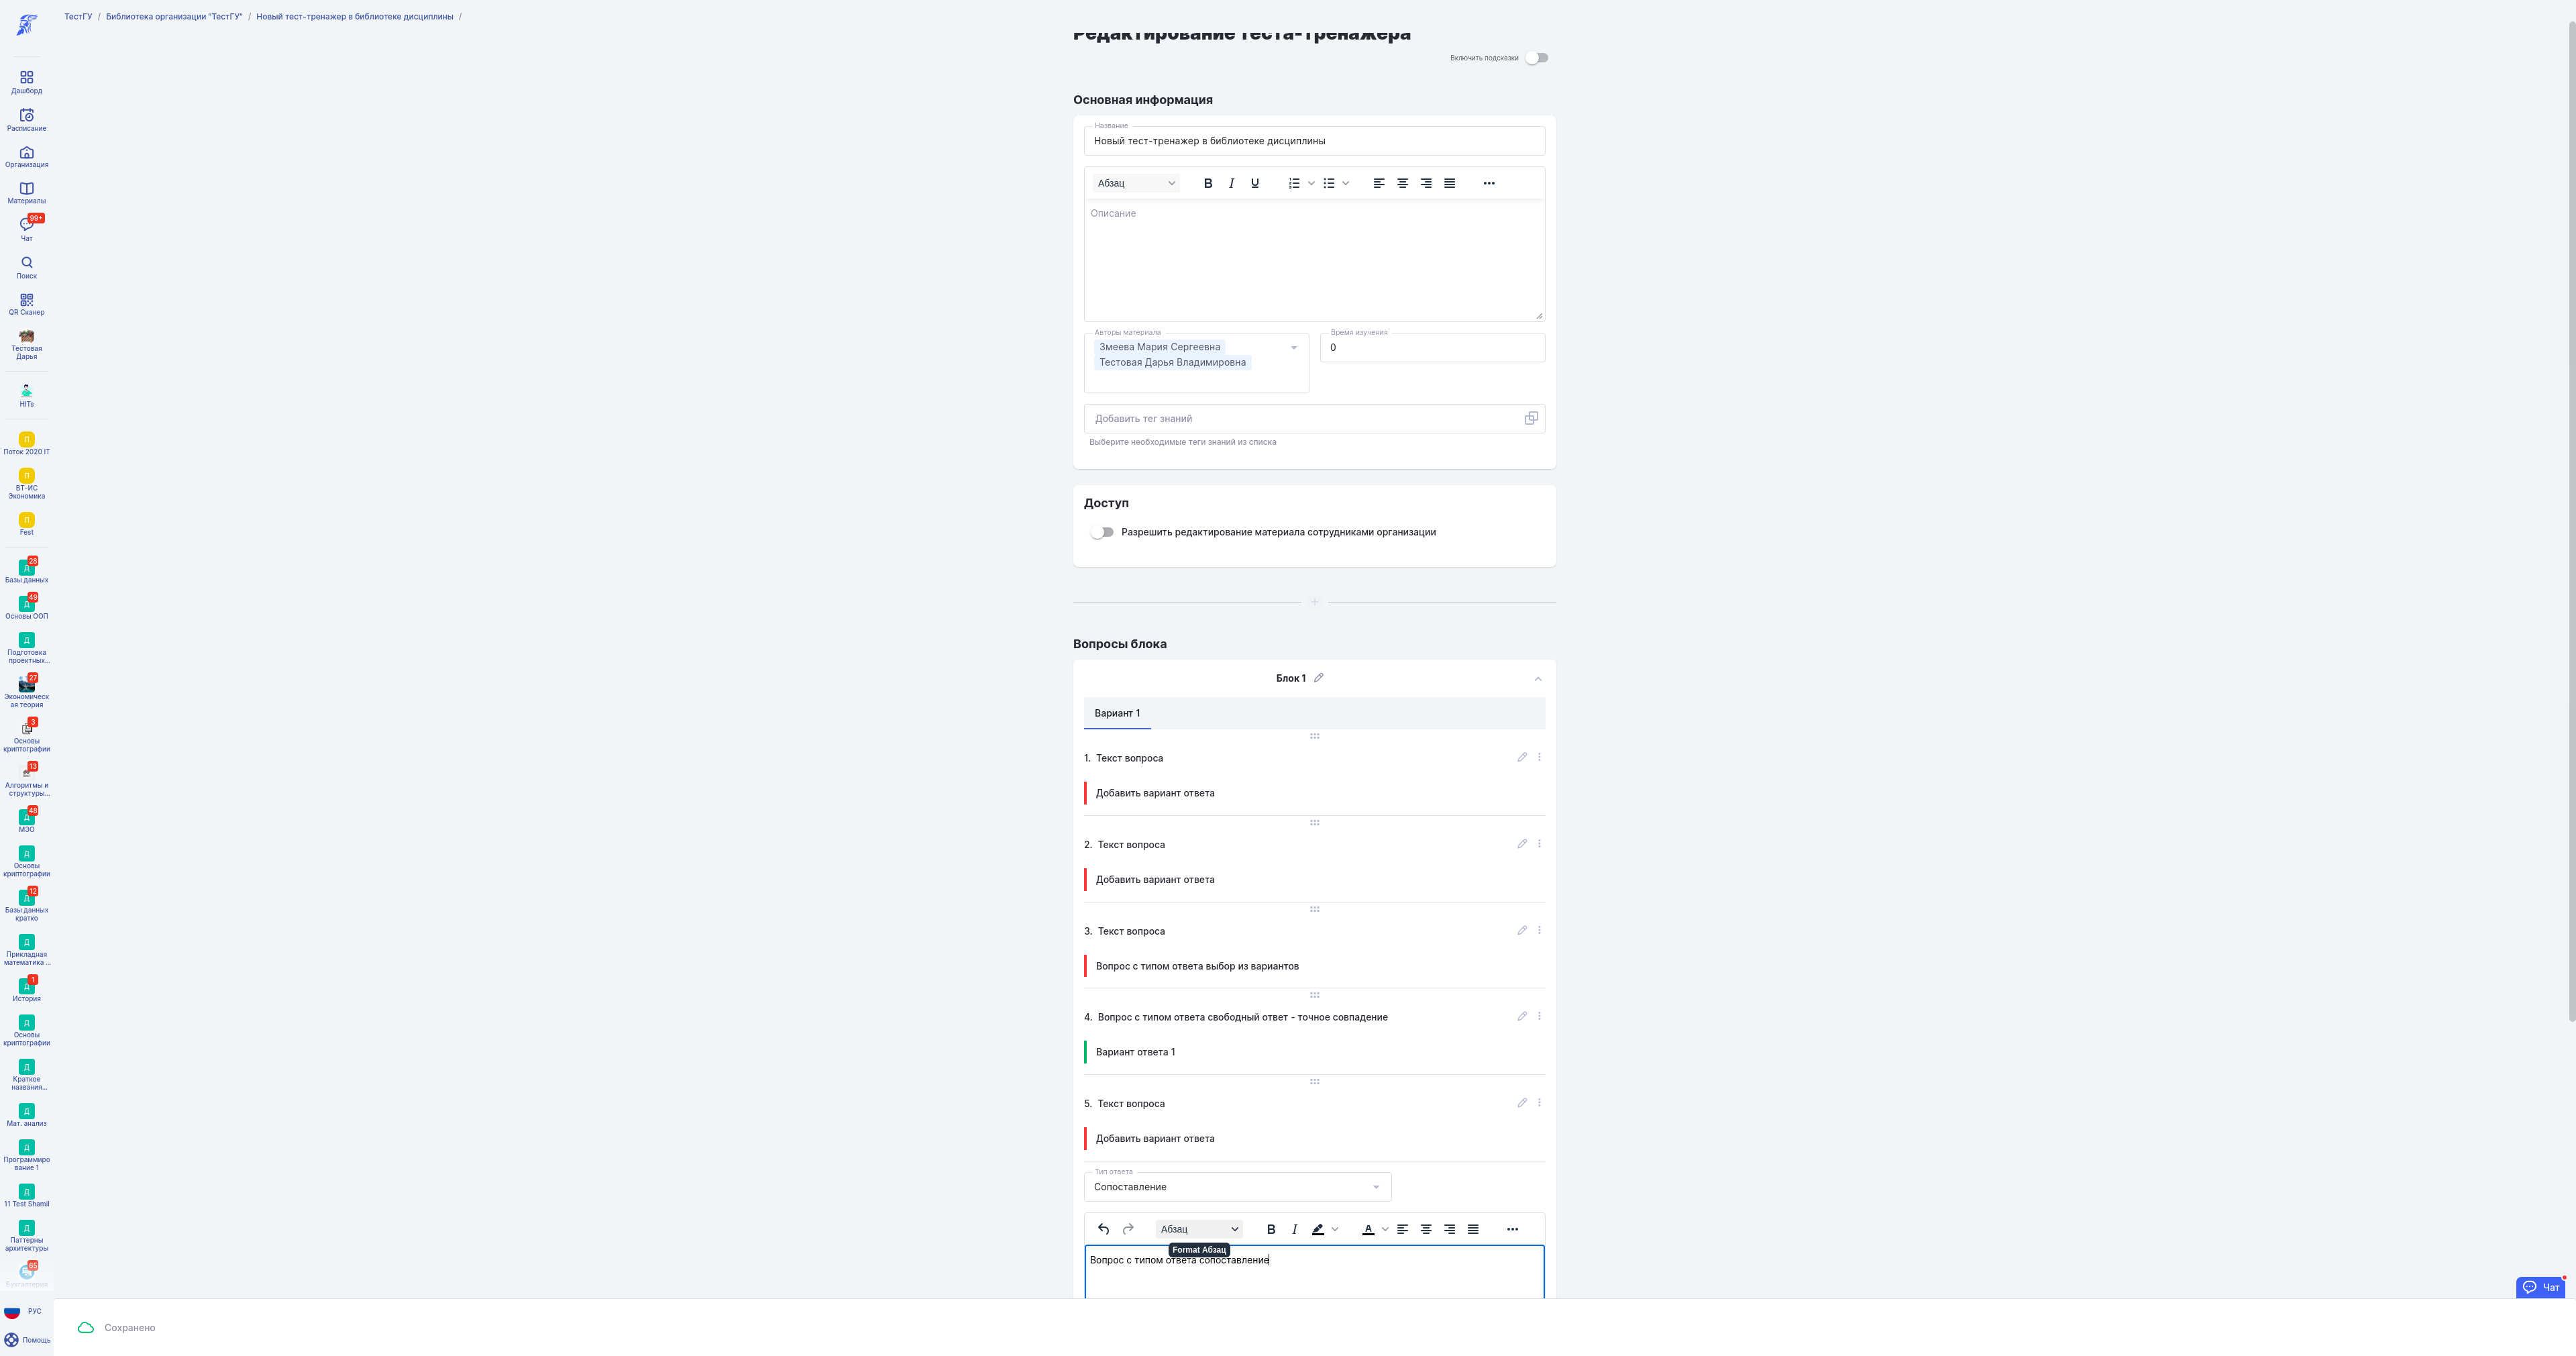 ТестГУ / Библиотека организации "ТестГУ" / Новый тест-тренажер в библиотеке дисциплины /
Дашборд
Расписание
Организация
Материалы
99+
Чат
Поиск
QR Сканер
Тестовая
Дарья
HITs
П
Поток 2020 IT
П
ВТ-ИС
Экономика
П
Fest
28
Д
Базы данных
49
Д
Основы ООП
Д
Подготовка
проектных...
27
Экономическ
ая теория
3
Основы
криптографии
13
Алгоритмы и
структуры...
48
Д
МЭО
Д
Основы
криптографии
12
Д
Базы данных
кратко
Д
Прикладная
математика ...
1
Д
История
Д
Основы
криптографии
Д
Краткое
названия...
Д
Мат. анализ
Д
Программиро
вание 1
Д
11 Test Shamil
Д
Паттерны
архитектуры
65
Бухгалтерия
РУС
Помощь
Редактирование теста-тренажера
Включить подсказки
Основная информация
Название
Новый тест-тренажер в библиотеке дисциплины
Абзац B I U
Описание
Авторы материала
Змеева Мария Сергеевна
Тестовая Дарья Владимировна
Время изучения
0
Добавить тег знаний
Выберите необходимые теги знаний из списка
Доступ
Разрешить редактирование материала сотрудниками организации
Вопросы блока
Блок 1
Вариант 1
1. Текст вопроса
Добавить вариант ответа
2. Текст вопроса
Добавить вариант ответа
3. Текст вопроса
Вопрос с типом ответа выбор из вариантов
4. Вопрос с типом ответа свободный ответ - точное совпадение
Вариант ответа 1
5. Текст вопроса
Добавить вариант ответа
Тип ответа
Сопоставление
Абзац B I A
Format Абзац
Вопрос с типом ответа сопоставление
Чат
Сохранено